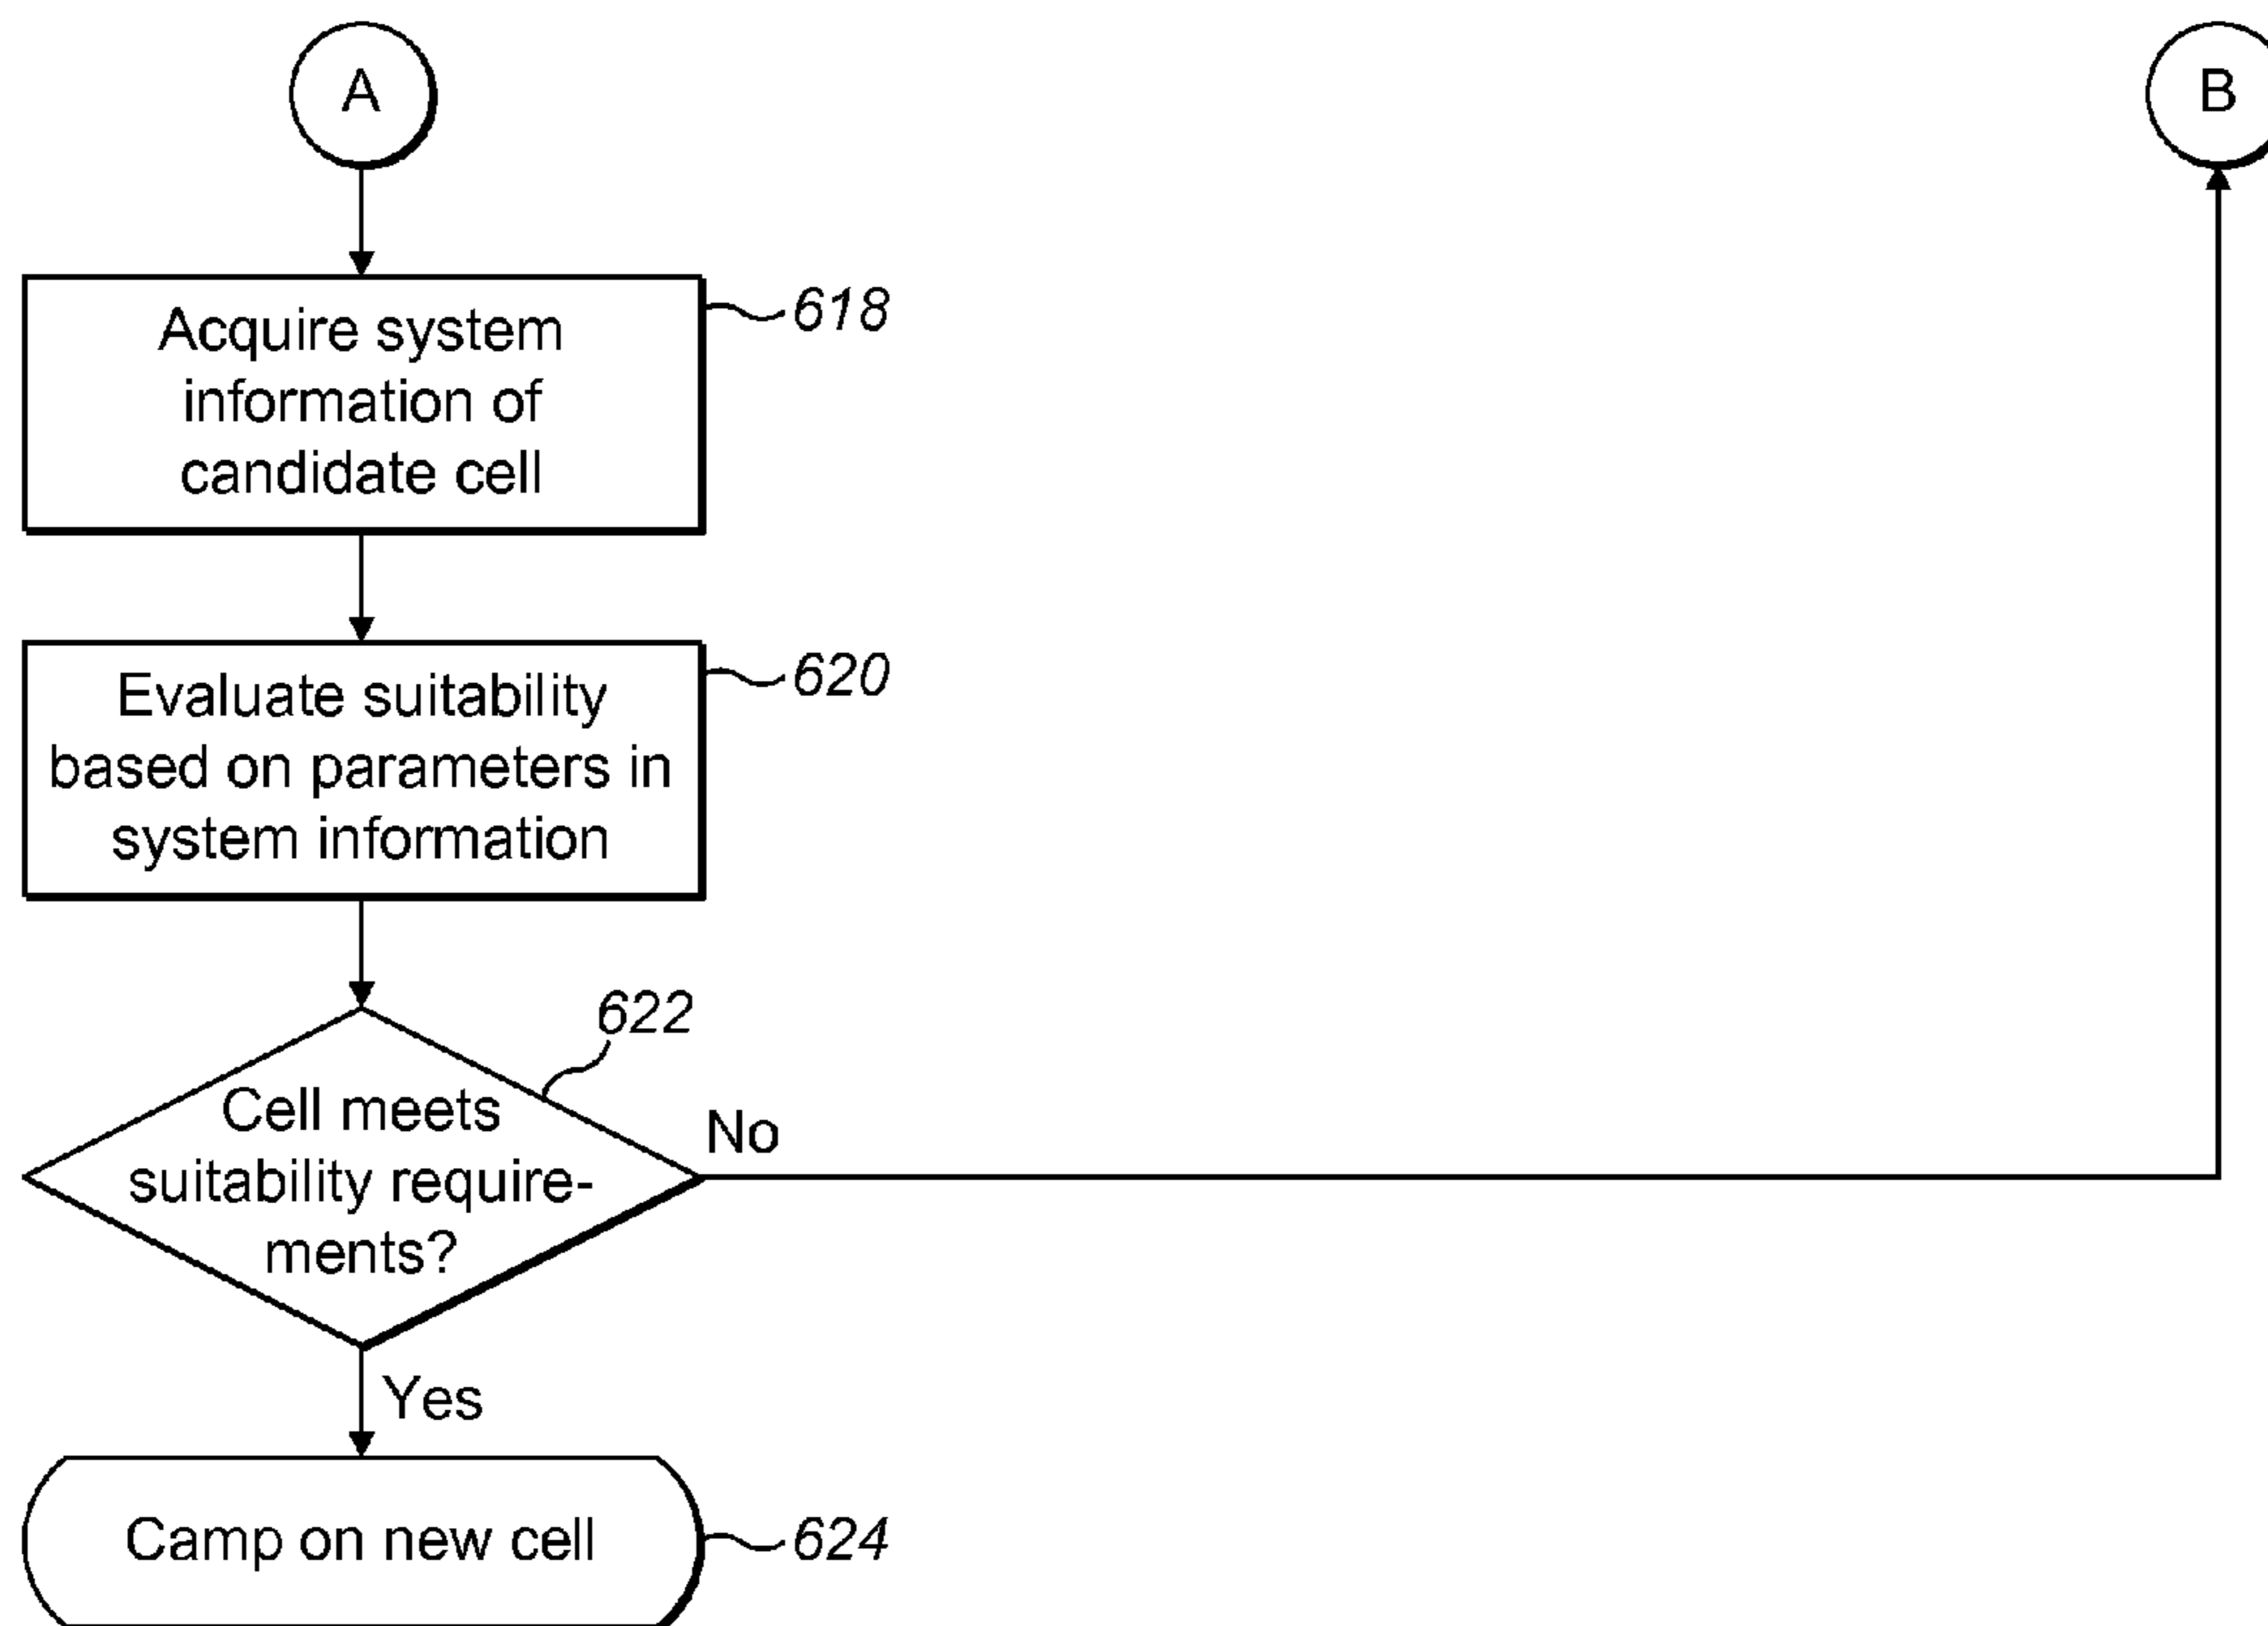 A
B
Acquire system
information of
candidate cell
618
Evaluate suitability
based on parameters in
system information
620
622
Cell meets
suitability require-
ments?
No
Yes
Camp on new cell
624